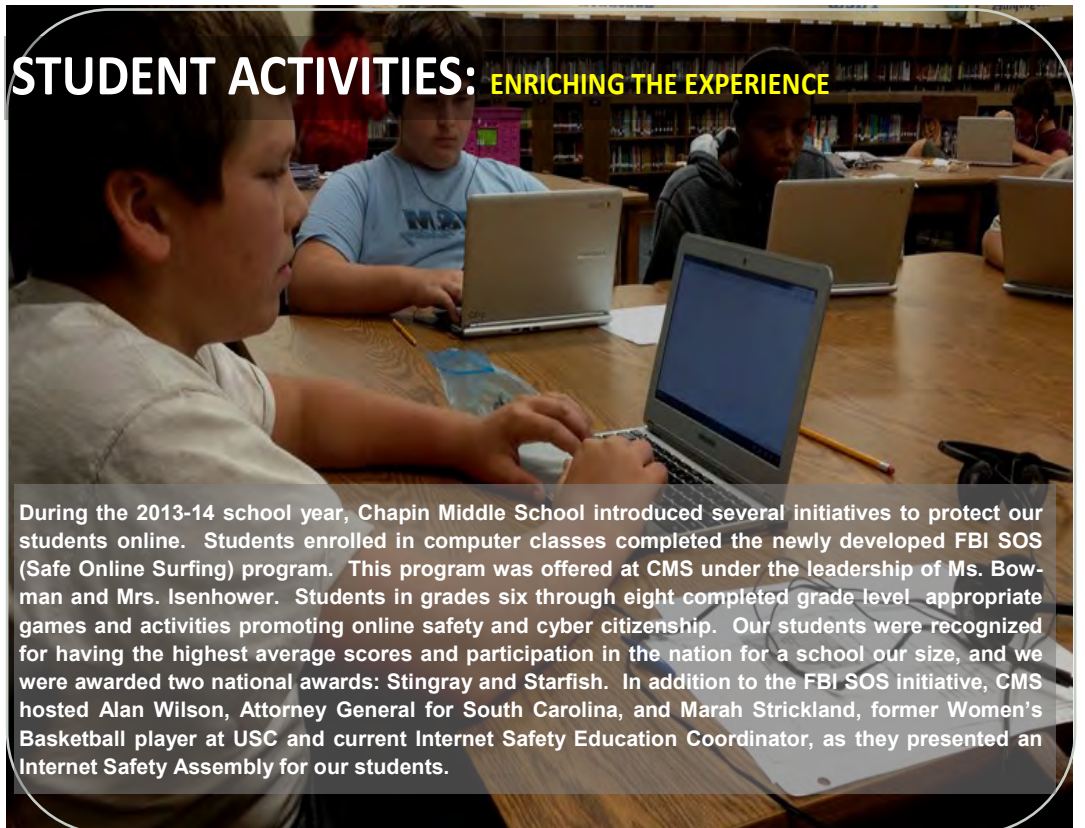 STUDENT ACTIVITIES: ENRICHING THE EXPERIENCE
During the 2013-14 school year, Chapin Middle School introduced several initiatives to protect our
students online. Students enrolled in computer classes completed the newly developed FBI SOS
(Safe Online Surfing) program. This program was offered at CMS under the leadership of Ms. Bow-
man and Mrs. Isenhower. Students in grades six through eight completed grade level appropriate
games and activities promoting online safety and cyber citizenship. Our students were recognized
for having the highest average scores and participation in the nation for a school our size, and we
were awarded two national awards: Stingray and Starfish. In addition to the FBI SOS initiative, CMS
hosted Alan Wilson, Attorney General for South Carolina, and Marah Strickland, former Women’s
Basketball player at USC and current Internet Safety Education Coordinator, as they presented an
Internet Safety Assembly for our students.